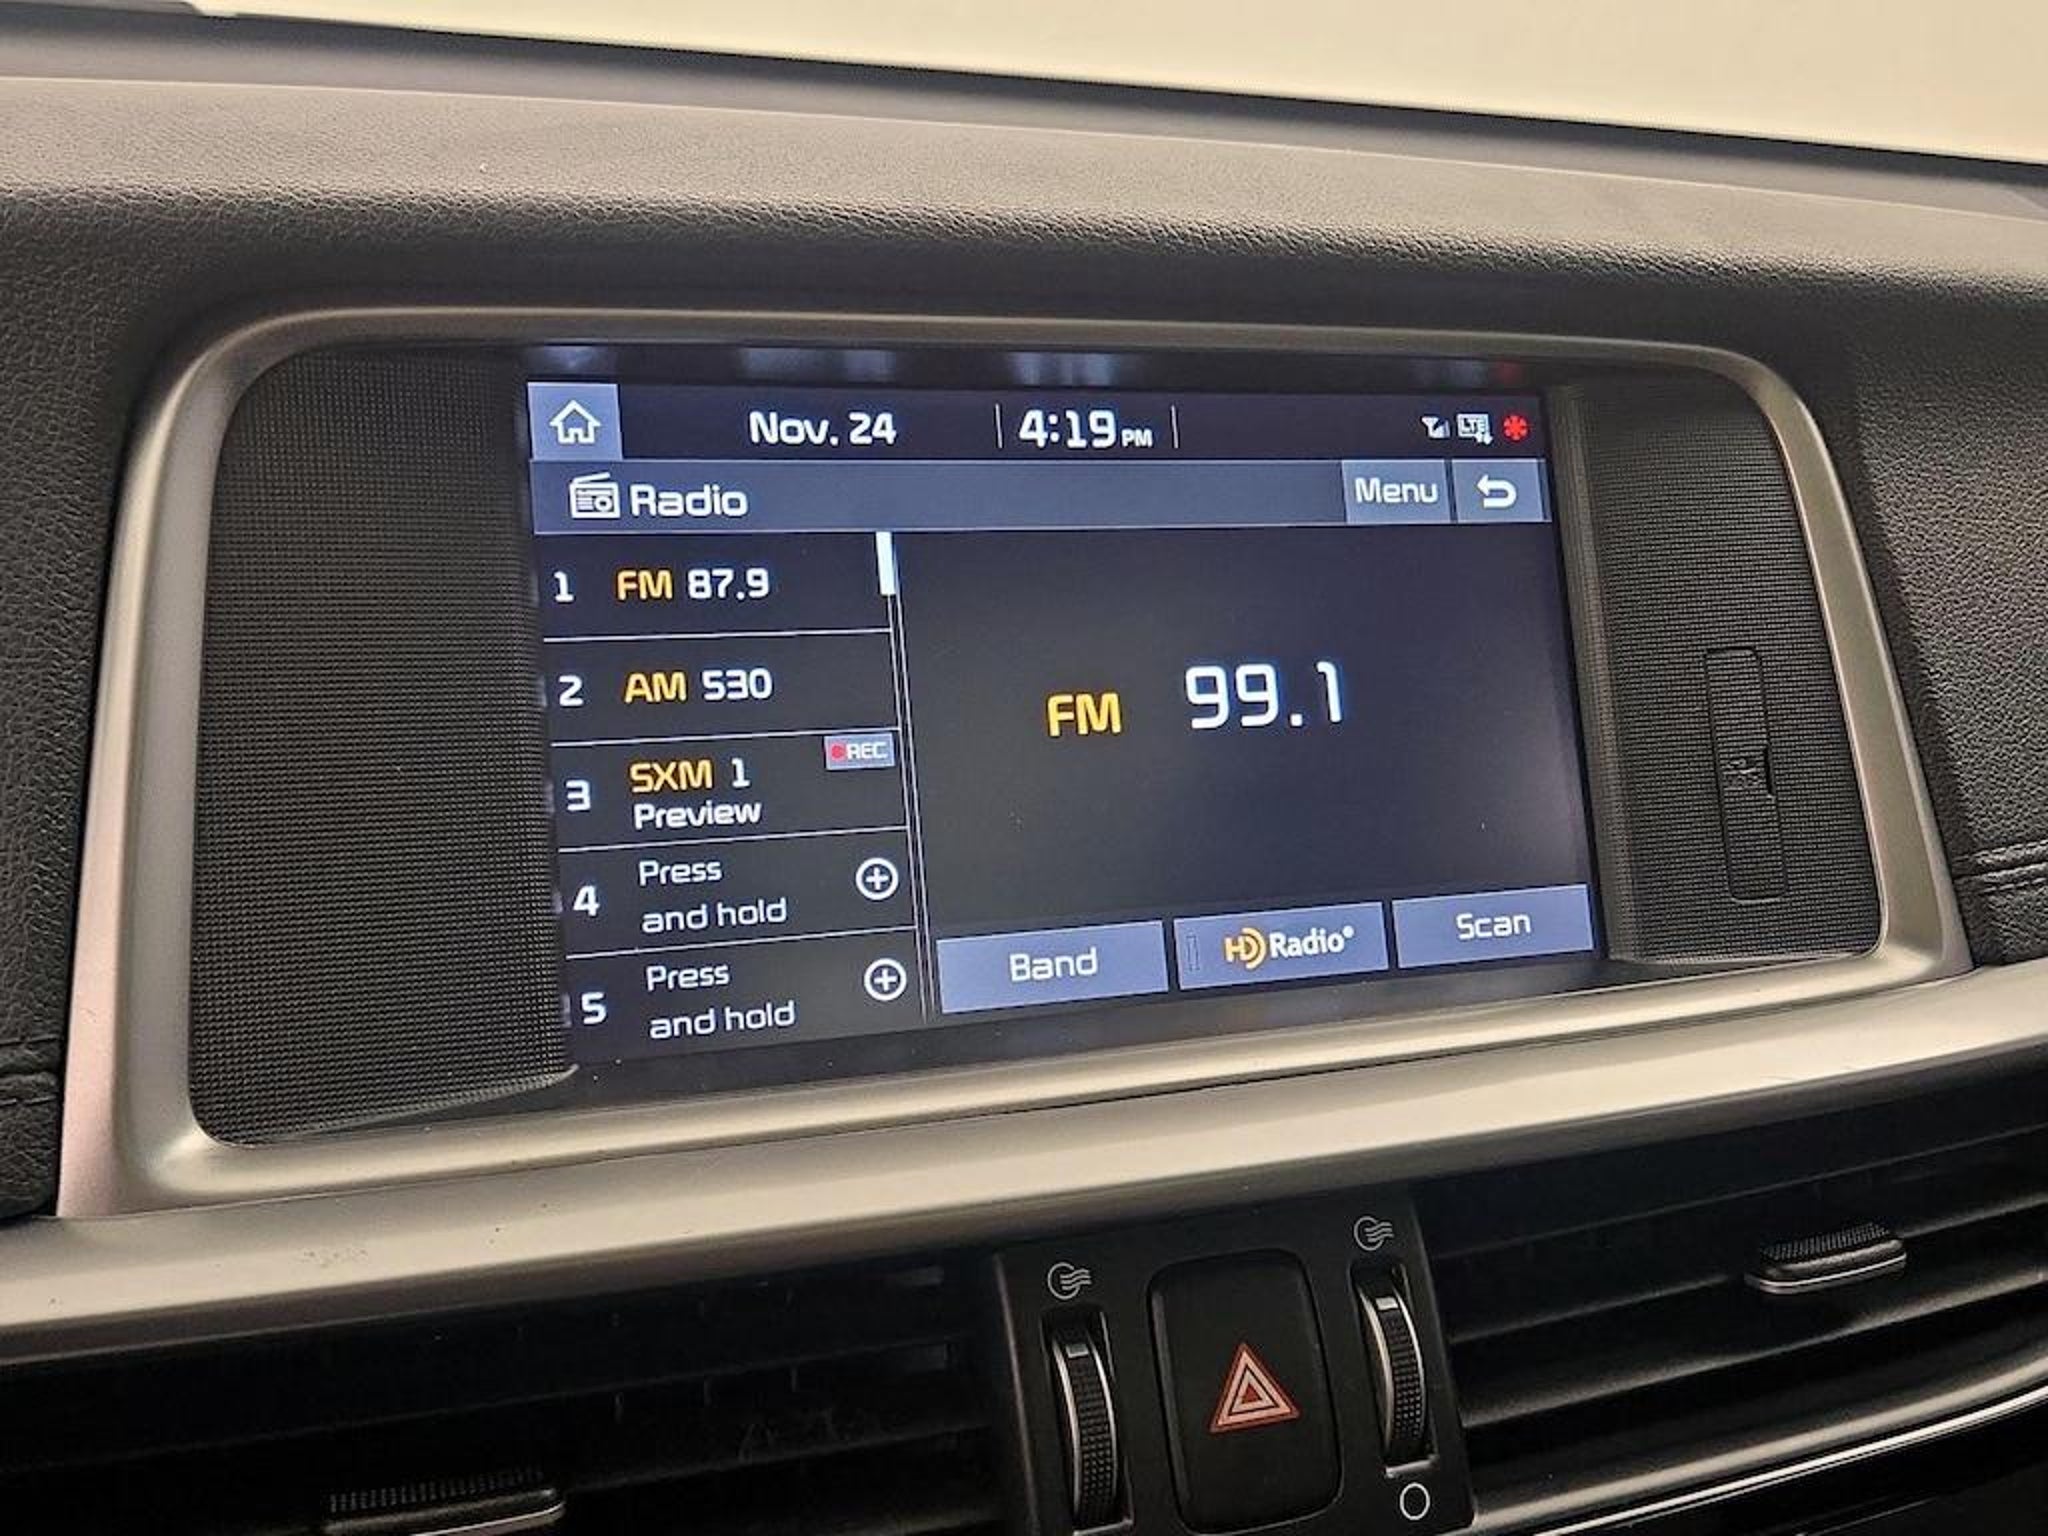 Nov. 24 4:19 PM LTE
Radio Menu
1 FM 87.9
2 AM 530
3 SXM 1 REC
Preview
FM 99.1
4 Press
and hold
5 Press
and hold
Band HD Radio® Scan